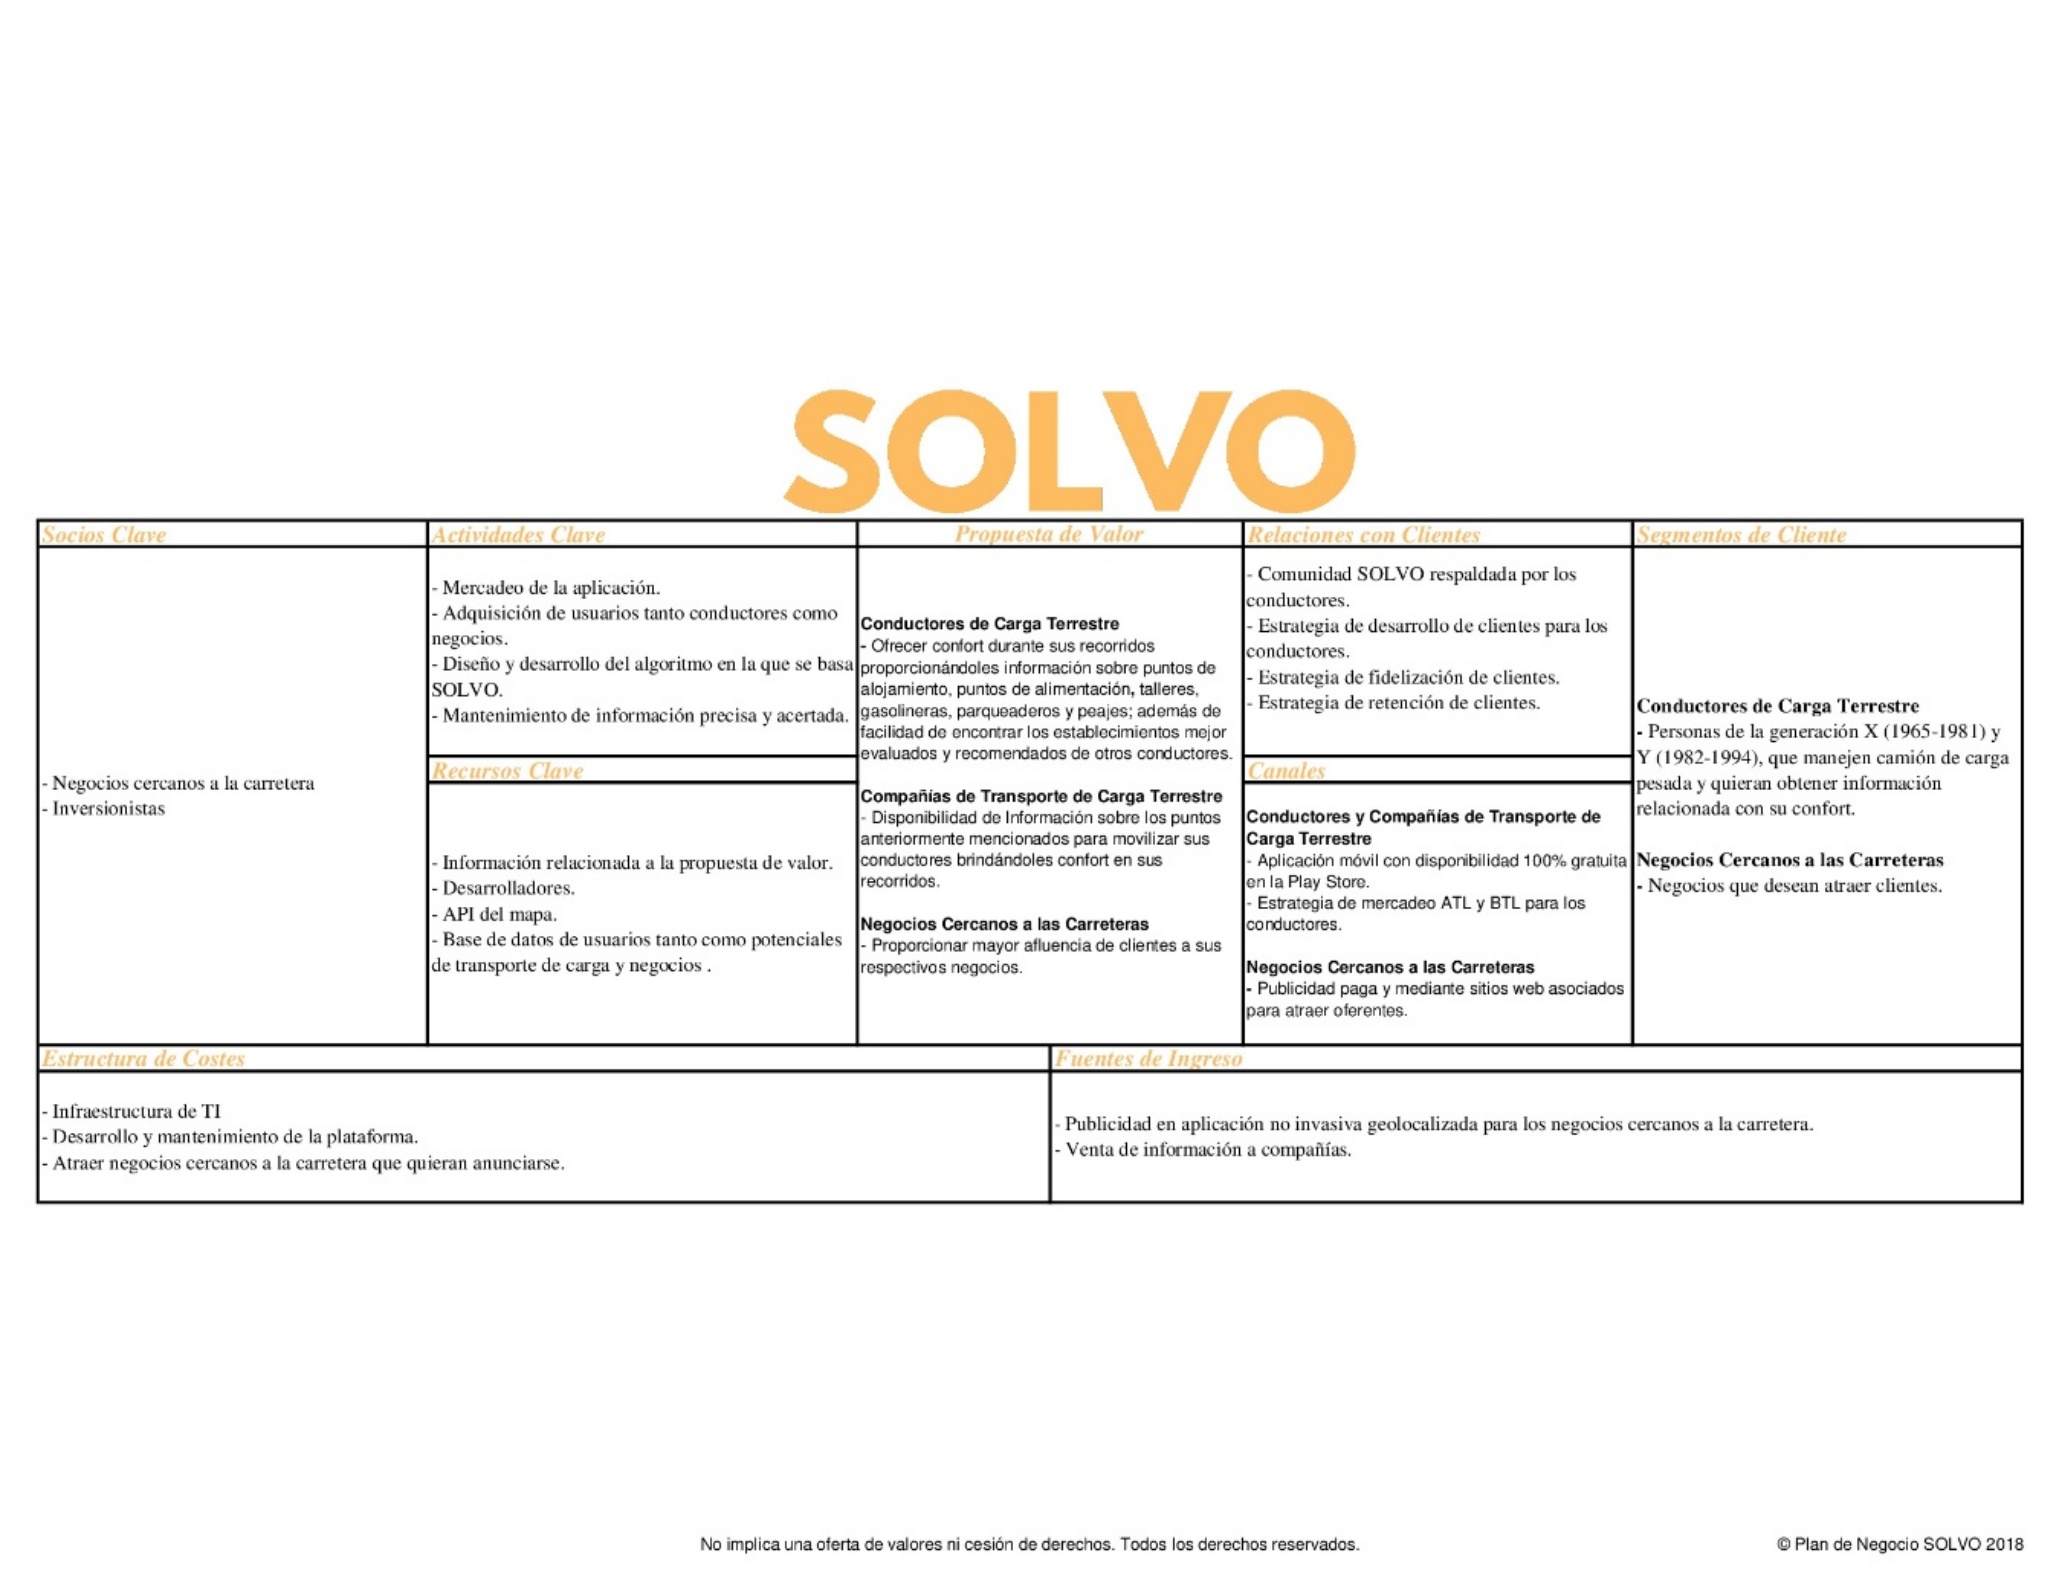 SOLVO
Socios Clave
- Negocios cercanos a la carretera
- Inversionistas
Actividades Clave
- Mercadeo de la aplicación.
- Adquisición de usuarios tanto conductores como
negocios.
- Diseño y desarrollo del algoritmo en la que se basa
SOLVO.
- Mantenimiento de información precisa y acertada.
Recursos Clave
- Información relacionada a la propuesta de valor.
- Desarrolladores.
- API del mapa.
- Base de datos de usuarios tanto como potenciales
de transporte de carga y negocios .
Propuesta de Valor
Conductores de Carga Terrestre
- Ofrecer confort durante sus recorridos
proporcionándoles información sobre puntos de
alojamiento, puntos de alimentación, talleres,
gasolineras, parqueaderos y peajes; además de
facilidad de encontrar los establecimientos mejor
evaluados y recomendados de otros conductores.
Compañías de Transporte de Carga Terrestre
- Disponibilidad de Información sobre los puntos
anteriormente mencionados para movilizar sus
conductores brindándoles confort en sus
recorridos.
Negocios Cercanos a las Carreteras
- Proporcionar mayor afluencia de clientes a sus
respectivos negocios.
Relaciones con Clientes
- Comunidad SOLVO respaldada por los
conductores.
- Estrategia de desarrollo de clientes para los
conductores.
- Estrategia de fidelización de clientes.
- Estrategia de retención de clientes.
Canales
Conductores y Compañías de Transporte de
Carga Terrestre
- Aplicación móvil con disponibilidad 100% gratuita
en la Play Store.
- Estrategia de mercadeo ATL y BTL para los
conductores.
Negocios Cercanos a las Carreteras
- Publicidad paga y mediante sitios web asociados
para atraer oferentes.
Segmentos de Cliente
Conductores de Carga Terrestre
- Personas de la generación X (1965-1981) y
Y (1982-1994), que manejen camión de carga
pesada y quieran obtener información
relacionada con su confort.
Negocios Cercanos a las Carreteras
- Negocios que desean atraer clientes.
Estructura de Costes
- Infraestructura de TI
- Desarrollo y mantenimiento de la plataforma.
- Atraer negocios cercanos a la carretera que quieran anunciarse.
Fuentes de Ingreso
- Publicidad en aplicación no invasiva geolocalizada para los negocios cercanos a la carretera.
- Venta de información a compañías.
No implica una oferta de valores ni cesión de derechos. Todos los derechos reservados.
© Plan de Negocio SOLVO 2018